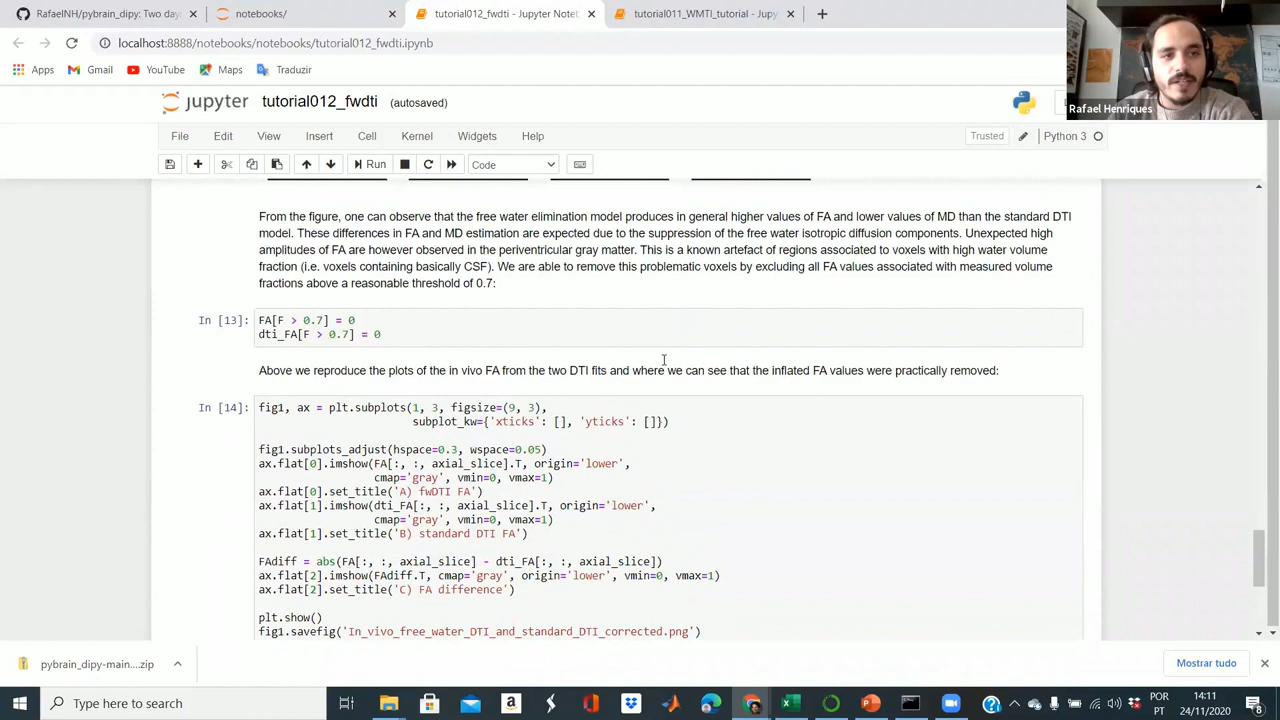 RafaelNH/pybrain_dipy: Two day
notebooks/
tutorial012_fwdti - Jupyter Note
tutorial011_WMTI_tutorial - Jupy
localhost:8888/notebooks/notebooks/tutorial012_fwdti.ipynb
Apps
Gmail
YouTube
Maps
Traduzir
Rafael Henriques
jupyter
tutorial012_fwdti
(autosaved)
File
Edit
View
Insert
Cell
Kernel
Widgets
Help
Trusted
Python 3
Run
Code
From the figure, one can observe that the free water elimination model produces in general higher values of FA and lower values of MD than the standard DTI
model. These differences in FA and MD estimation are expected due to the suppression of the free water isotropic diffusion components. Unexpected high
amplitudes of FA are however observed in the periventricular gray matter. This is a known artefact of regions associated to voxels with high water volume
fraction (i.e. voxels containing basically CSF). We are able to remove this problematic voxels by excluding all FA values associated with measured volume
fractions above a reasonable threshold of 0.7:
In [13]:
FA[F > 0.7] = 0
dti_FA[F > 0.7] = 0
Above we reproduce the plots of the in vivo FA from the two DTI fits and where we can see that the inflated FA values were practically removed:
In [14]:
fig1, ax = plt.subplots(1, 3, figsize=(9, 3),
subplot_kw={'xticks': [], 'yticks': []})
fig1.subplots_adjust(hspace=0.3, wspace=0.05)
ax.flat[0].imshow(FA[:, :, axial_slice].T, origin='lower',
cmap='gray', vmin=0, vmax=1)
ax.flat[0].set_title('A) fwDTI FA')
ax.flat[1].imshow(dti_FA[:, :, axial_slice].T, origin='lower',
cmap='gray', vmin=0, vmax=1)
ax.flat[1].set_title('B) standard DTI FA')
FAdiff = abs(FA[:, :, axial_slice] - dti_FA[:, :, axial_slice])
ax.flat[2].imshow(FAdiff.T, cmap='gray', origin='lower', vmin=0, vmax=1)
ax.flat[2].set_title('C) FA difference')
plt.show()
fig1.savefig('In_vivo_free_water_DTI_and_standard_DTI_corrected.png')
pybrain_dipy-main....zip
Mostrar tudo
Type here to search
POR
PT
14:11
24/11/2020
8